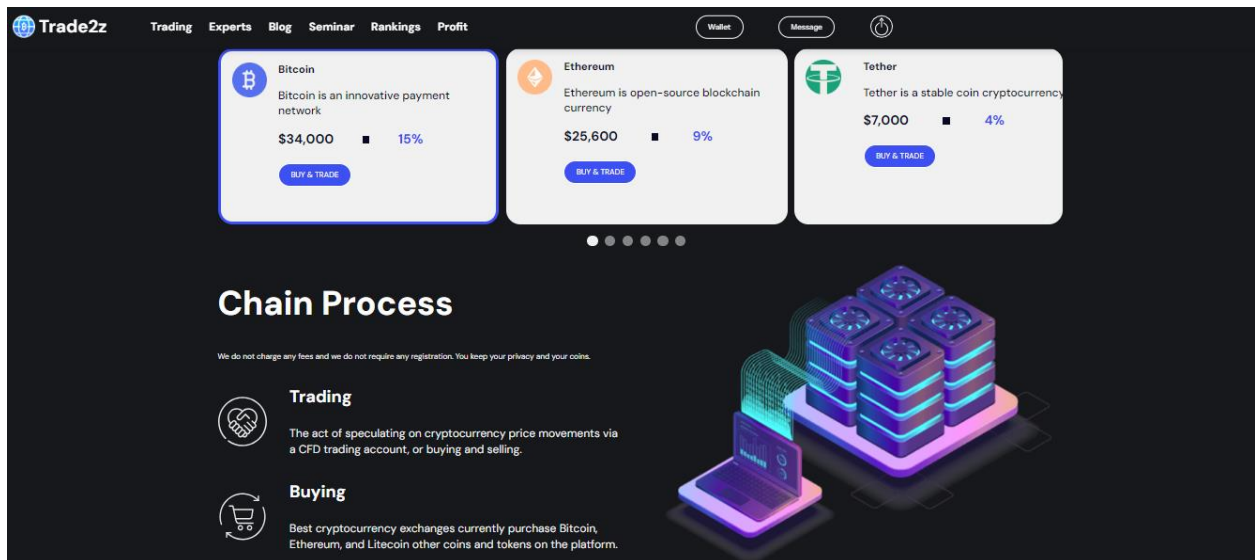 Trade2z
Trading Experts Blog Seminar Rankings Profit
Wallet
Message
Bitcoin
Bitcoin is an innovative payment
network
$34,000 ■ 15%
BUY & TRADE
Ethereum
Ethereum is open-source blockchain
currency
$25,600 ■ 9%
BUY & TRADE
Tether
Tether is a stable coin cryptocurrency
$7,000 ■ 4%
BUY & TRADE
Chain Process
We do not charge any fees and we do not require any registration. You keep your privacy and your coins.
Trading
The act of speculating on cryptocurrency price movements via
a CFD trading account, or buying and selling.
Buying
Best cryptocurrency exchanges currently purchase Bitcoin,
Ethereum, and Litecoin other coins and tokens on the platform.